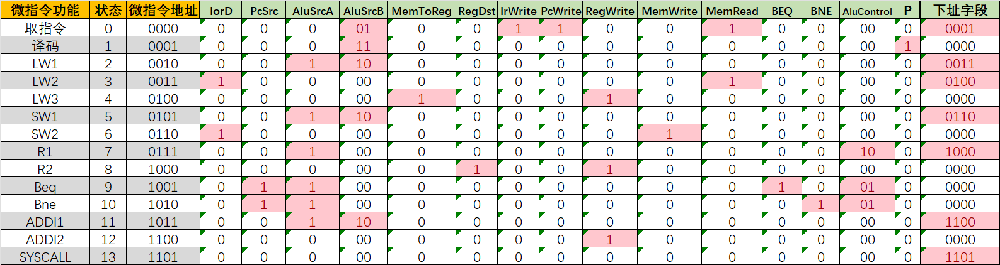 微指令功能 状态 微指令地址 IorD PcSrc AluSrcA AluSrcB MemToReg RegDst IrWrite PcWrite RegWrite MemWrite MemRead BEQ BNE AluControl P 下址字段
取指令 0 0000 0 0 0 01 0 0 1 1 0 0 1 0 0 00 0 0001
译码 1 0001 0 0 0 11 0 0 0 0 0 0 0 0 0 00 1 0000
LW1 2 0010 0 0 1 10 0 0 0 0 0 0 0 0 0 00 0 0011
LW2 3 0011 1 0 0 00 0 0 0 0 0 0 1 0 0 00 0 0100
LW3 4 0100 0 0 0 00 1 0 0 0 1 0 0 0 0 00 0 0000
SW1 5 0101 0 0 1 10 0 0 0 0 0 0 0 0 0 00 0 0110
SW2 6 0110 1 0 0 00 0 0 0 0 0 1 0 0 0 00 0 0000
R1 7 0111 0 0 1 00 0 0 0 0 0 0 0 0 0 10 0 1000
R2 8 1000 0 0 0 00 0 1 0 0 1 0 0 0 0 00 0 0000
Beq 9 1001 0 1 1 00 0 0 0 0 0 0 0 1 0 01 0 0000
Bne 10 1010 0 1 1 00 0 0 0 0 0 0 0 0 1 01 0 0000
ADDI1 11 1011 0 0 1 10 0 0 0 0 0 0 0 0 0 00 0 1100
ADDI2 12 1100 0 0 0 00 0 0 0 0 1 0 0 0 0 00 0 0000
SYSCALL 13 1101 0 0 0 00 0 0 0 0 0 0 0 0 0 00 0 1101